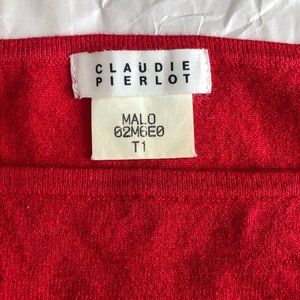 CLAUDIE
PIERLOT
MALO
02M6E0
T1